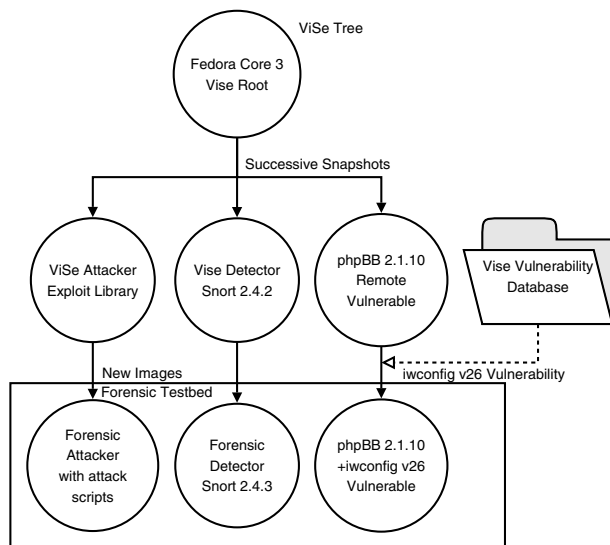 ViSe Tree
Fedora Core 3
Vise Root
Successive Snapshots
ViSe Attacker
Exploit Library
Vise Detector
Snort 2.4.2
phpBB 2.1.10
Remote
Vulnerable
Vise Vulnerability
Database
New Images
iwconfig v26 Vulnerability
Forensic Testbed
Forensic
Attacker
with attack
scripts
Forensic
Detector
Snort 2.4.3
phpBB 2.1.10
+iwconfig v26
Vulnerable